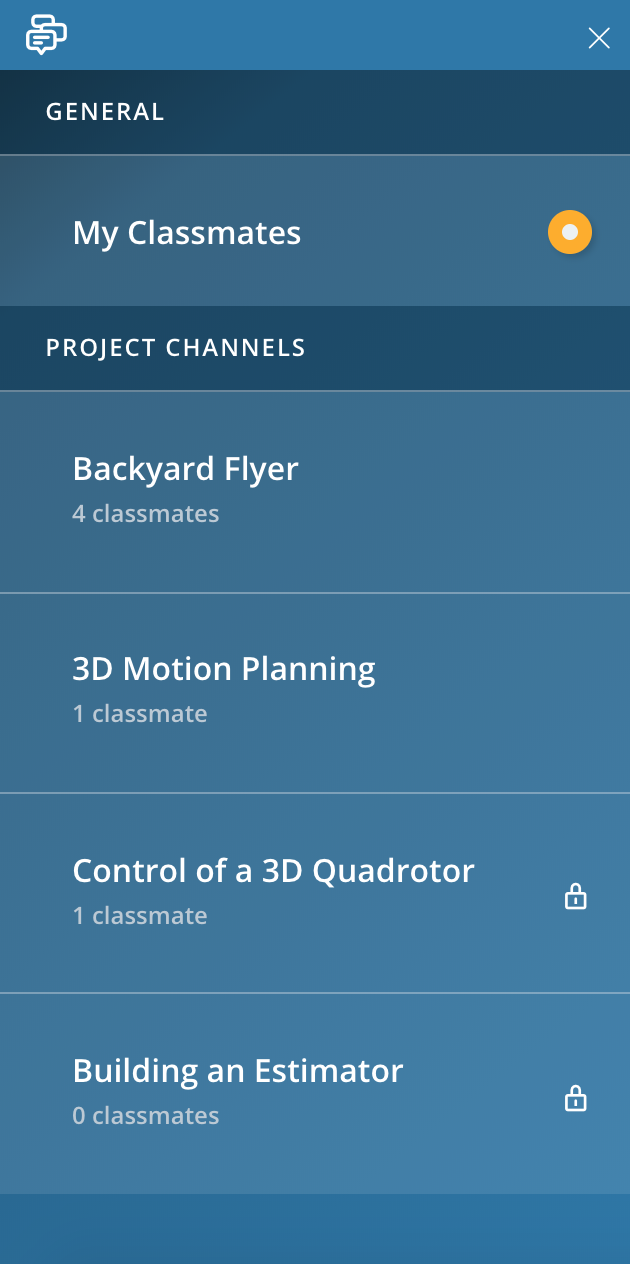 GENERAL
My Classmates
PROJECT CHANNELS
Backyard Flyer
4 classmates
3D Motion Planning
1 classmate
Control of a 3D Quadrotor
1 classmate
Building an Estimator
0 classmates